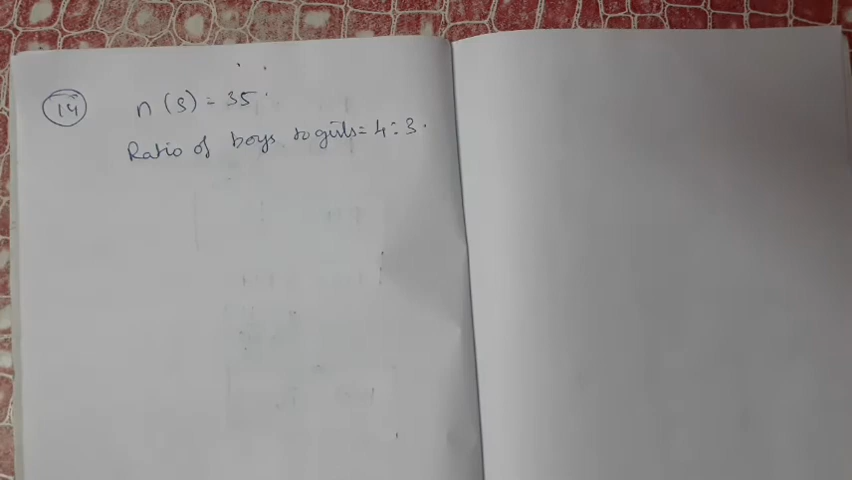 14 n (S) = 35.
Ratio of boys to girls = 4:3.